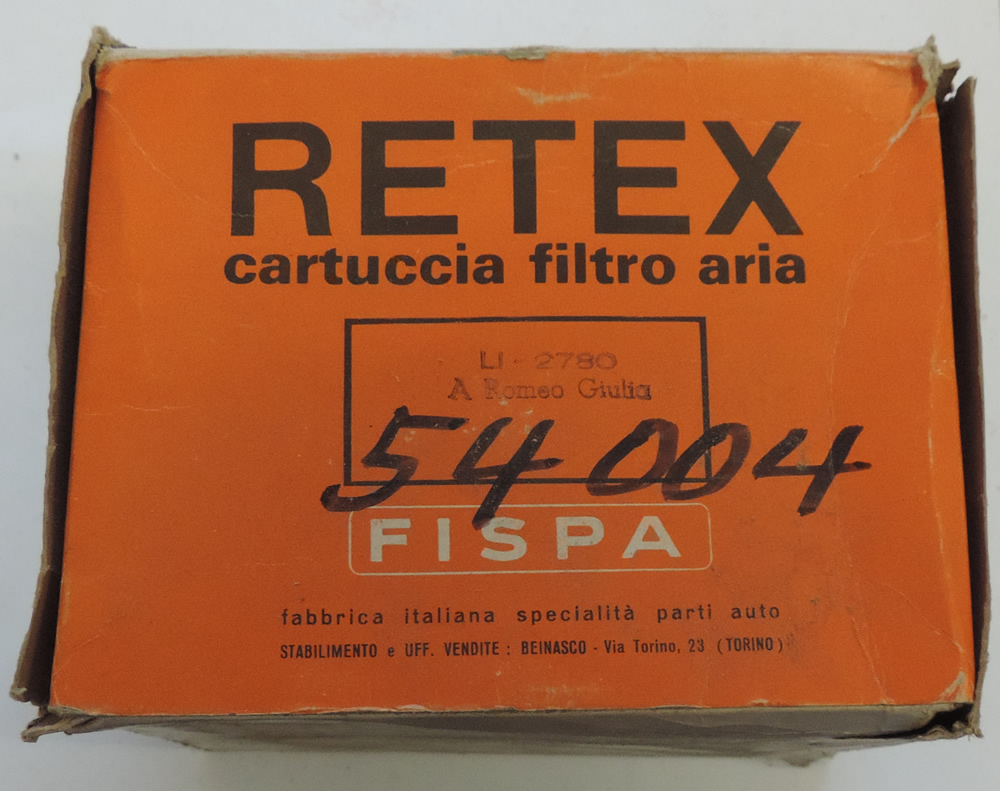 RETEX
cartuccia filtro aria
LI - 2780
A Romeo Giulia
54004
FISPA
fabbrica italiana specialità parti auto
STABILIMENTO e UFF. VENDITE : BEINASCO - Via Torino, 23 (TORINO)